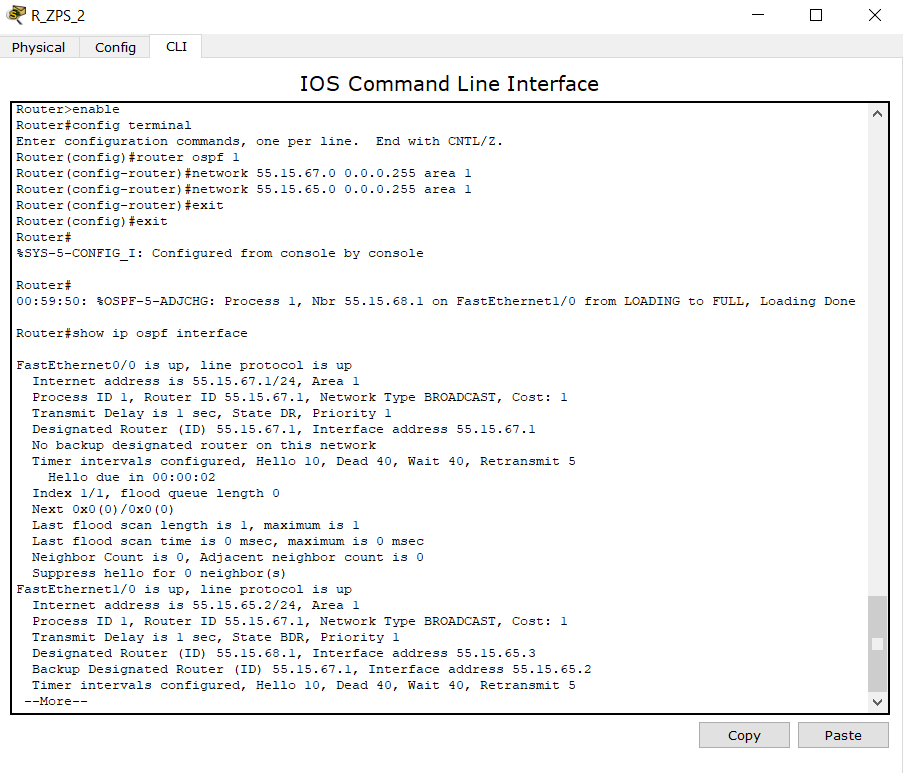 R_ZPS_2
Physical Config CLI
IOS Command Line Interface
Router>enable
Router#config terminal
Enter configuration commands, one per line.  End with CNTL/Z.
Router(config)#router ospf 1
Router(config-router)#network 55.15.67.0 0.0.0.255 area 1
Router(config-router)#network 55.15.65.0 0.0.0.255 area 1
Router(config-router)#exit
Router(config)#exit
Router#
%SYS-5-CONFIG_I: Configured from console by console
Router#
00:59:50: %OSPF-5-ADJCHG: Process 1, Nbr 55.15.68.1 on FastEthernet1/0 from LOADING to FULL, Loading Done
Router#show ip ospf interface
FastEthernet0/0 is up, line protocol is up
  Internet address is 55.15.67.1/24, Area 1
  Process ID 1, Router ID 55.15.67.1, Network Type BROADCAST, Cost: 1
  Transmit Delay is 1 sec, State DR, Priority 1
  Designated Router (ID) 55.15.67.1, Interface address 55.15.67.1
  No backup designated router on this network
  Timer intervals configured, Hello 10, Dead 40, Wait 40, Retransmit 5
    Hello due in 00:00:02
  Index 1/1, flood queue length 0
  Next 0x0(0)/0x0(0)
  Last flood scan length is 1, maximum is 1
  Last flood scan time is 0 msec, maximum is 0 msec
  Neighbor Count is 0, Adjacent neighbor count is 0
  Suppress hello for 0 neighbor(s)
FastEthernet1/0 is up, line protocol is up
  Internet address is 55.15.65.2/24, Area 1
  Process ID 1, Router ID 55.15.67.1, Network Type BROADCAST, Cost: 1
  Transmit Delay is 1 sec, State BDR, Priority 1
  Designated Router (ID) 55.15.68.1, Interface address 55.15.65.3
  Backup Designated Router (ID) 55.15.67.1, Interface address 55.15.65.2
  Timer intervals configured, Hello 10, Dead 40, Wait 40, Retransmit 5
 --More--
Copy Paste